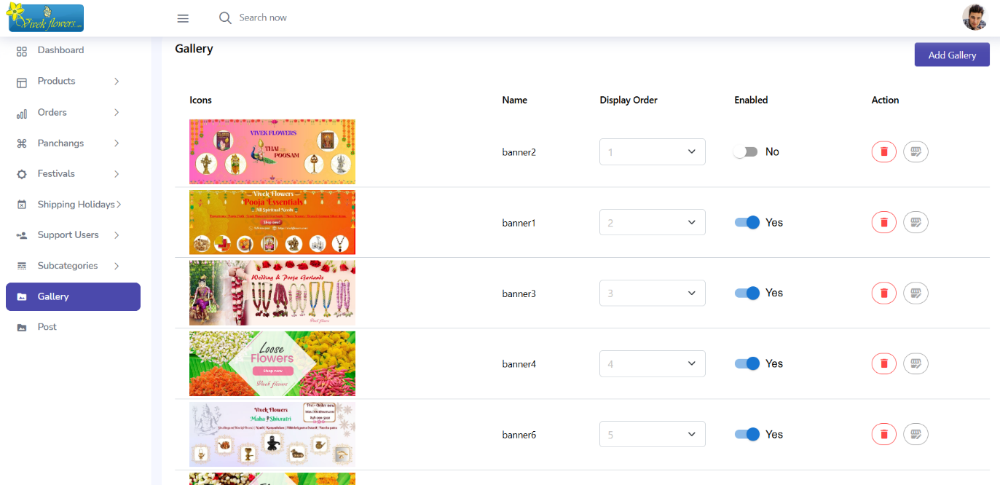 Vivek flowers
Search now
Dashboard
Products
Orders
Panchangs
Festivals
Shipping Holidays
Support Users
Subcategories
Gallery
Post
Gallery
Add Gallery
Icons Name Display Order Enabled Action
VIVEK FLOWERS
THAI
POOSAM
banner2 1 No
Vivek Flowers
Pooja Essentials
All Spiritual Needs
Shop now!
banner1 2 Yes
Wedding & Pooja Garlands
Vivek flowers
banner3 3 Yes
Loose
Flowers
Shop now
Vivek flowers
banner4 4 Yes
Vivek Flowers
Maha Shivratri
Pre - Order now
banner6 5 Yes